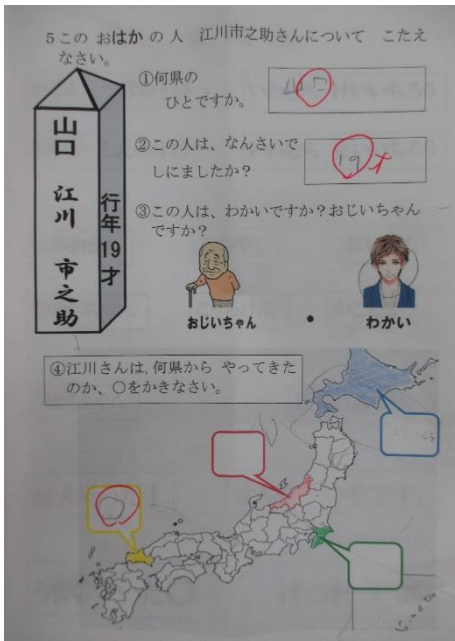 5この おはかの人 江川市之助さんについて こたえ
なさい。
①何県の
ひとですか。
山口
②この人は、なんさいで
しにましたか？
19才
③この人は、わかいですか？おじいちゃん
ですか？
山口 江川 市之助
行年19才
おじいちゃん ・ わかい
④江川さんは、何県から やってきた
のか、○をかきなさい。